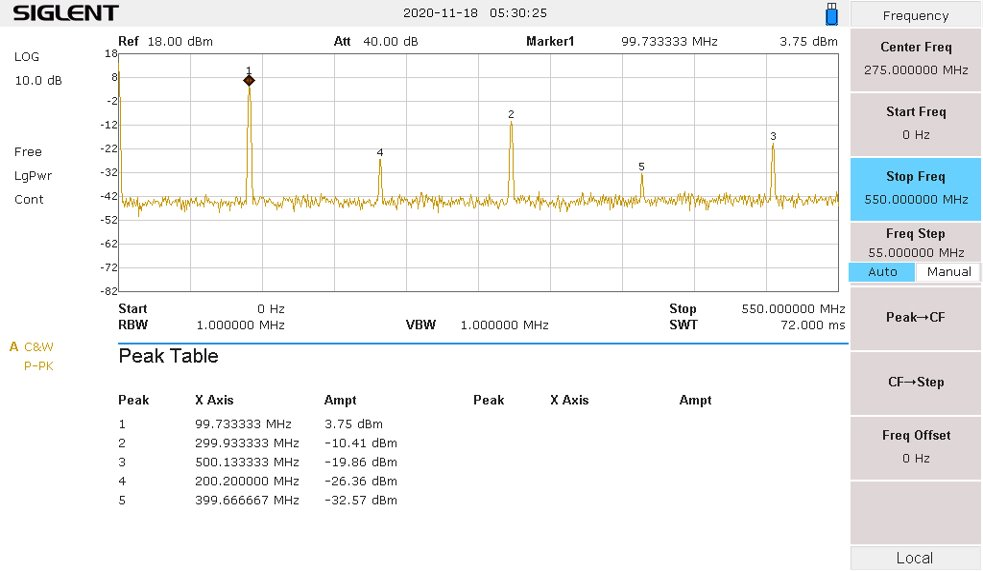 SIGLENT 2020-11-18 05:30:25
Ref 18.00 dBm Att 40.00 dB Marker1 99.733333 MHz 3.75 dBm
LOG
10.0 dB
Free
LgPwr
Cont
18
8
-2
-12
-22
-32
-42
-52
-62
-72
-82
1
4
2
5
3
Start 0 Hz Stop 550.000000 MHz
RBW 1.000000 MHz VBW 1.000000 MHz SWT 72.000 ms
A C&W
P-PK
Peak Table
Peak X Axis Ampt Peak X Axis Ampt
1 99.733333 MHz 3.75 dBm
2 299.933333 MHz -10.41 dBm
3 500.133333 MHz -19.86 dBm
4 200.200000 MHz -26.36 dBm
5 399.666667 MHz -32.57 dBm
Frequency
Center Freq
275.000000 MHz
Start Freq
0 Hz
Stop Freq
550.000000 MHz
Freq Step
55.000000 MHz
Auto Manual
Peak→CF
CF→Step
Freq Offset
0 Hz
Local